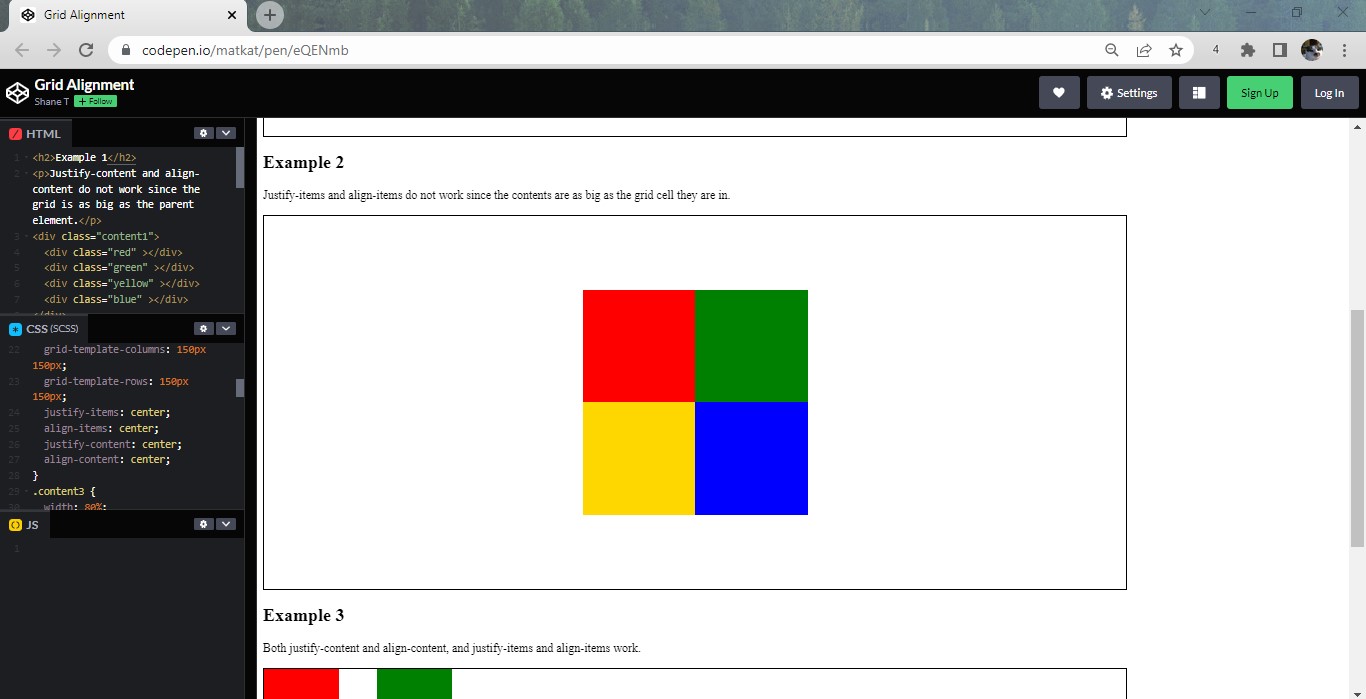 Grid Alignment
codepen.io/matkat/pen/eQENmb
4
Grid Alignment
Shane T + Follow
Settings
Sign Up
Log In
HTML
1 <h2>Example 1</h2>
2 <p>Justify-content and align-
content do not work since the
grid is as big as the parent
element.</p>
3 <div class="content1">
4 <div class="red" ></div>
5 <div class="green" ></div>
6 <div class="yellow" ></div>
7 <div class="blue" ></div>
</div>
CSS (SCSS)
22 grid-template-columns: 150px
150px;
23 grid-template-rows: 150px
150px;
24 justify-items: center;
25 align-items: center;
26 justify-content: center;
27 align-content: center;
28 }
29 .content3 {
30 width: 80%;
JS
1
Example 2
Justify-items and align-items do not work since the contents are as big as the grid cell they are in.
Example 3
Both justify-content and align-content, and justify-items and align-items work.